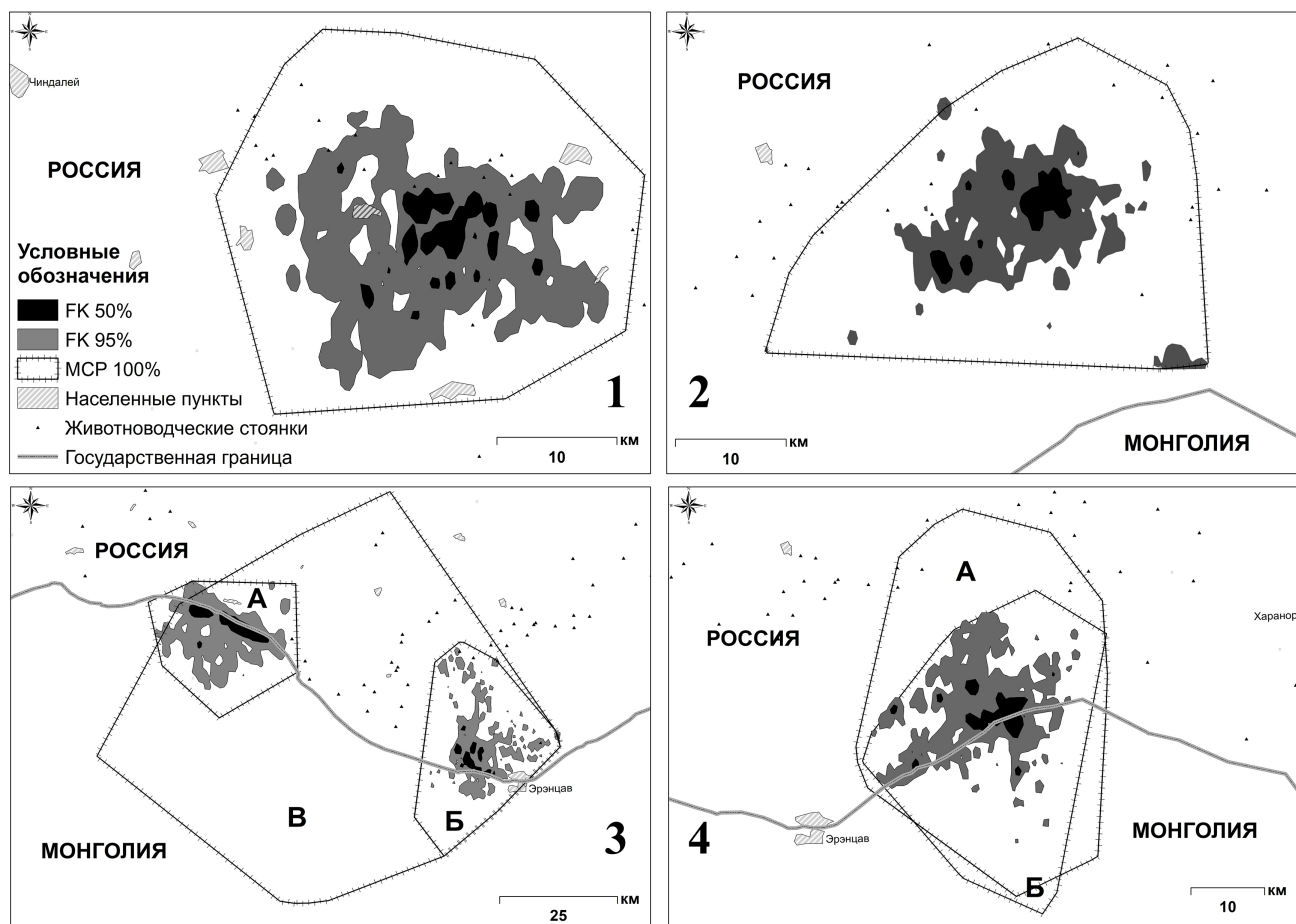 Чиндалей
РОССИЯ
Условные
обозначения
FK 50%
FK 95%
MCP 100%
Населенные пункты
Животноводческие стоянки
Государственная граница
1
км
10
РОССИЯ
2
км
10
МОНГОЛИЯ
РОССИЯ
А
В
Б
Эрэнцав
МОНГОЛИЯ
3
км
25
А
РОССИЯ
Харанор
4
Эрэнцав
МОНГОЛИЯ
Б
км
10